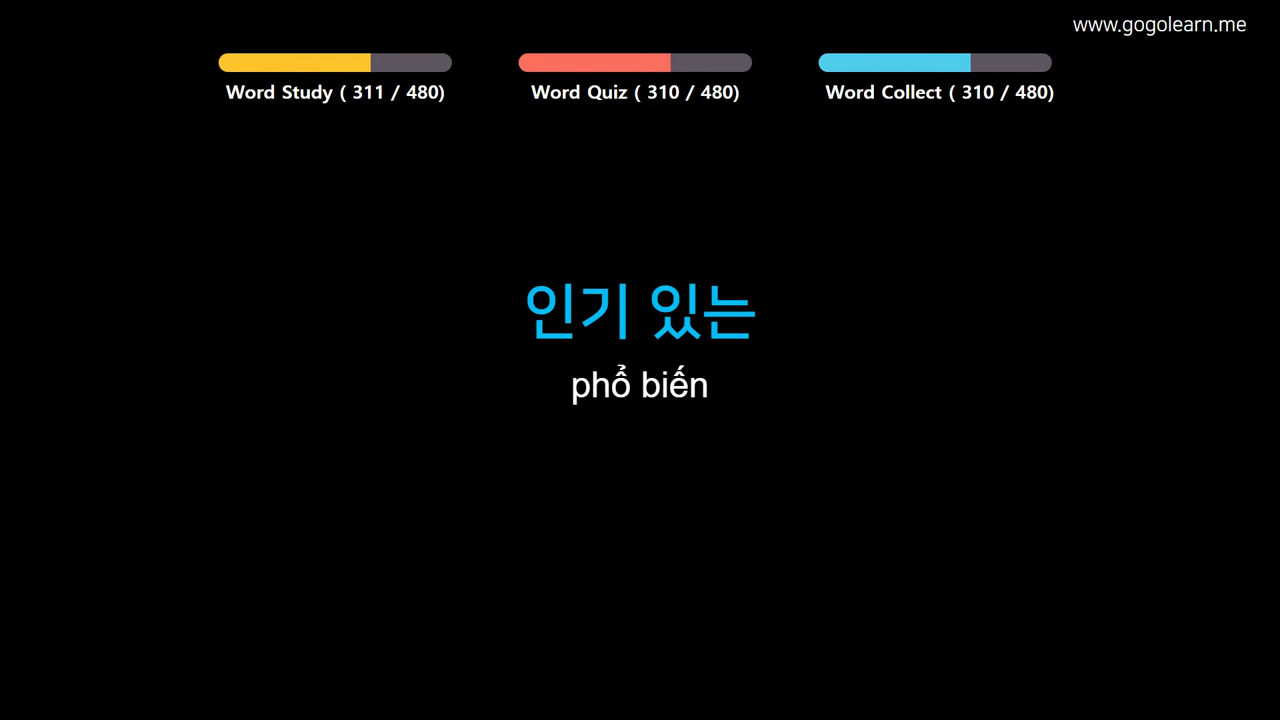 www.gogolearn.me
Word Study ( 311 / 480)
Word Quiz ( 310 / 480)
Word Collect ( 310 / 480)
인기 있는
phổ biến